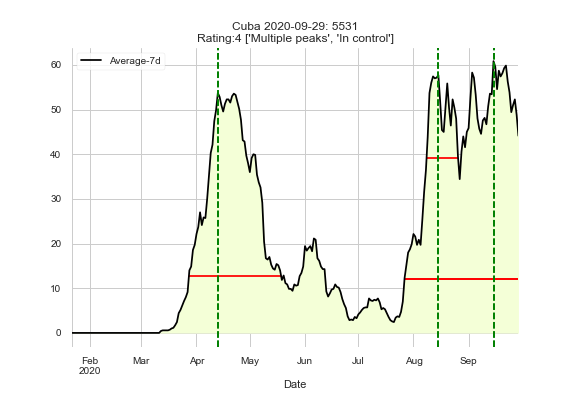 Cuba 2020-09-29: 5531
Rating:4 ['Multiple peaks', 'In control']
Average-7d
60
50
40
30
20
10
0
Feb Mar Apr May Jun Jul Aug Sep
2020
Date